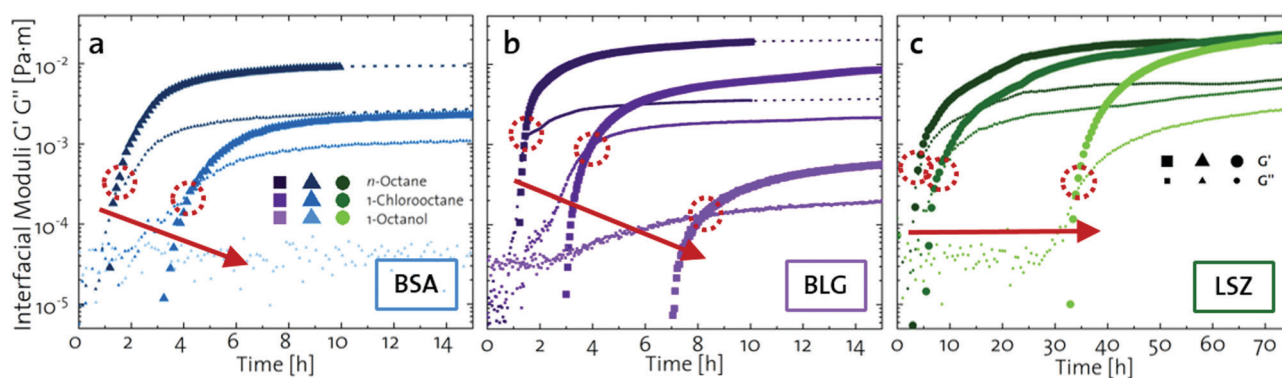 Interfacial Moduli G' G'' [Pa·m]
10⁻²
10⁻³
10⁻⁴
10⁻⁵
a
n-Octane
1-Chlorooctane
1-Octanol
BSA
0 2 4 6 8 10 12 14
Time [h]
b
BLG
0 2 4 6 8 10 12 14
Time [h]
c
G'
G''
LSZ
0 10 20 30 40 50 60 70
Time [h]